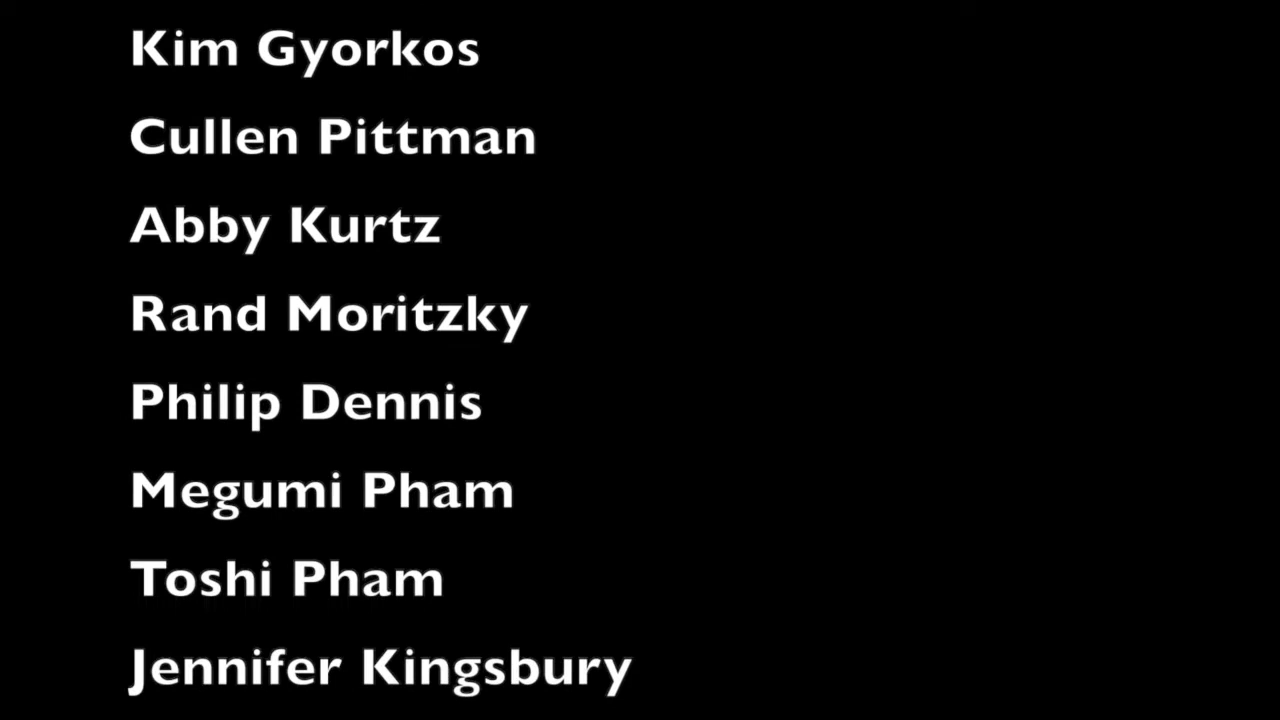 Kim Gyorkos
Cullen Pittman
Abby Kurtz
Rand Moritzky
Philip Dennis
Megumi Pham
Toshi Pham
Jennifer Kingsbury